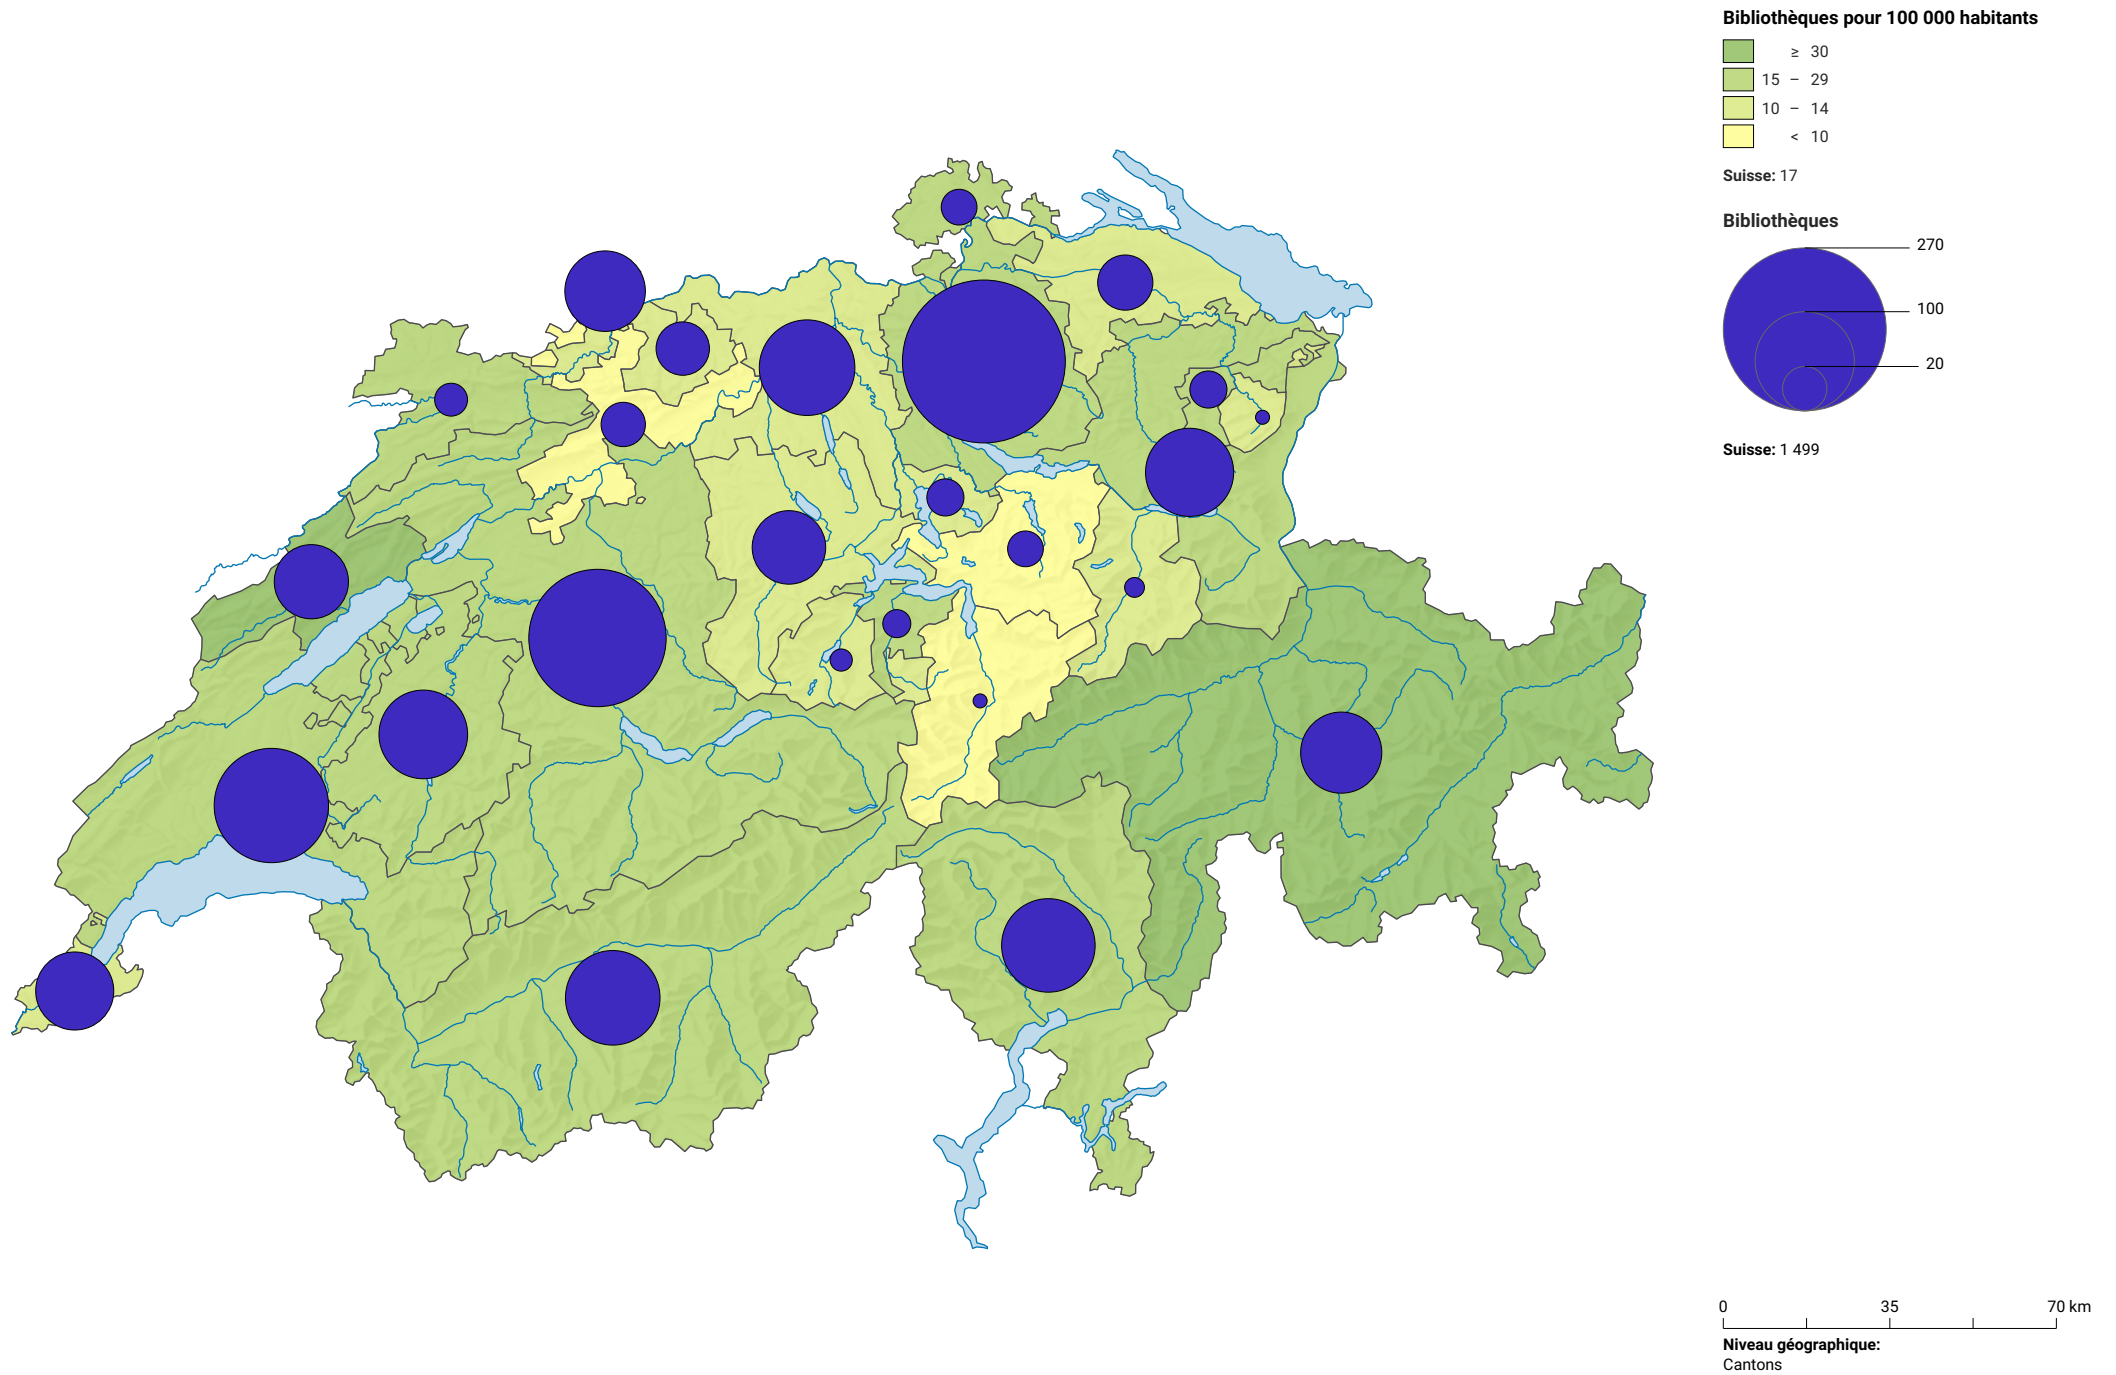 Bibliothèques pour 100 000 habitants
≥ 30
15 – 29
10 – 14
< 10
Suisse: 17
Bibliothèques
270
100
20
Suisse: 1 499
0 35 70 km
Niveau géographique:
Cantons